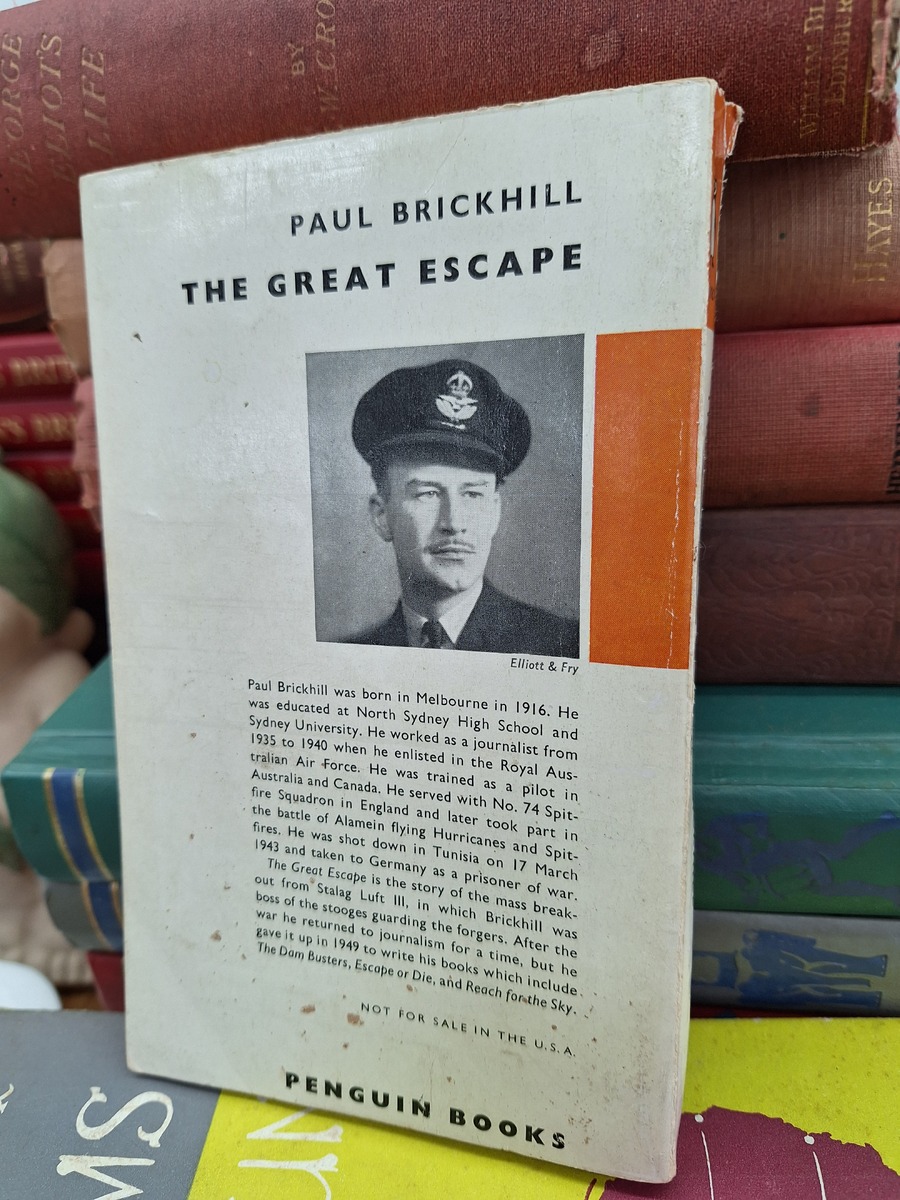 GEORGE
ELIOT'S
LIFE
BY
WILLIAM BL
EDINBUR
HAYES
PAUL BRICKHILL
THE GREAT ESCAPE
Elliott & Fry
Paul Brickhill was born in Melbourne in 1916. He
was educated at North Sydney High School and
Sydney University. He worked as a journalist from
1935 to 1940 when he enlisted in the Royal Aus-
tralian Air Force. He was trained as a pilot in
Australia and Canada. He served with No. 74 Spit-
fire Squadron in England and later took part in
the battle of Alamein flying Hurricanes and Spit-
fires. He was shot down in Tunisia on 17 March
1943 and taken to Germany as a prisoner of war.
The Great Escape is the story of the mass break-
out from Stalag Luft III, in which Brickhill was
boss of the stooges guarding the forgers. After the
war he returned to journalism for a time, but he
gave it up in 1949 to write his books which include
The Dam Busters, Escape or Die, and Reach for the Sky.
NOT FOR SALE IN THE U.S.A.
PENGUIN BOOKS